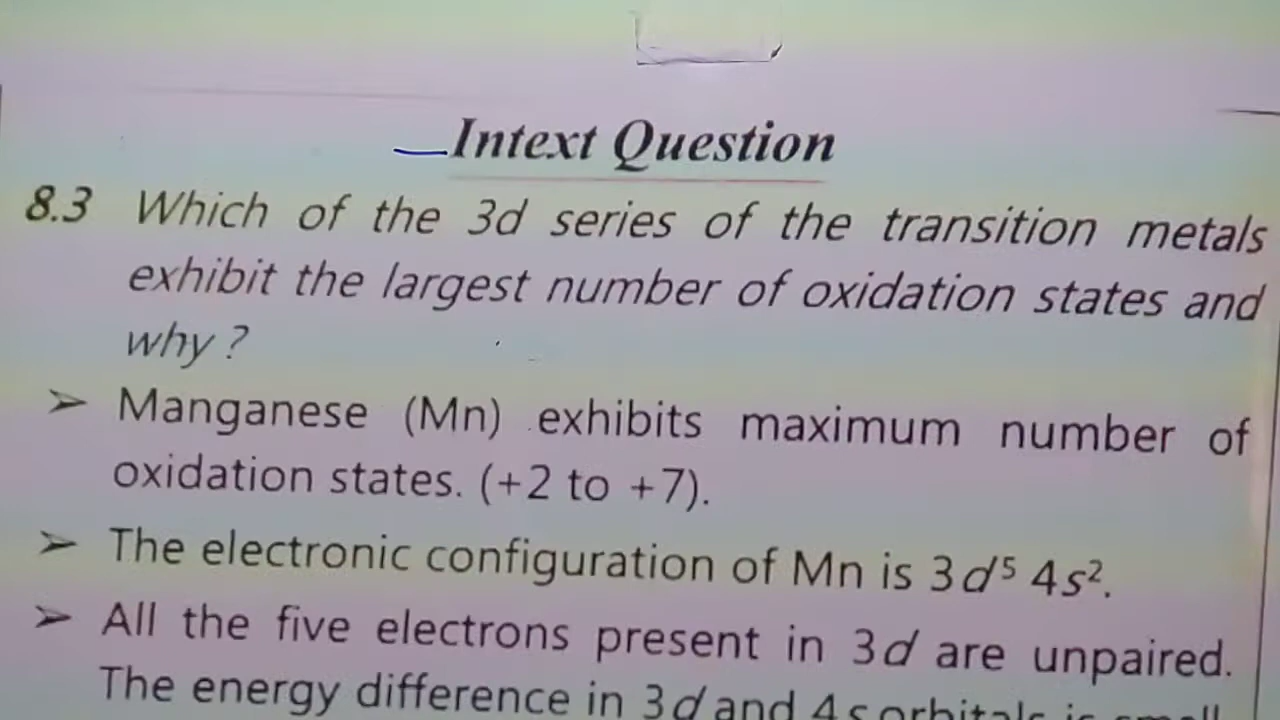 Intext Question
8.3 Which of the 3d series of the transition metals
exhibit the largest number of oxidation states and
why ?
➢ Manganese (Mn) exhibits maximum number of
oxidation states. (+2 to +7).
➢ The electronic configuration of Mn is 3d⁵ 4s².
➢ All the five electrons present in 3d are unpaired.
The energy difference in 3d and 4s orbitals is small